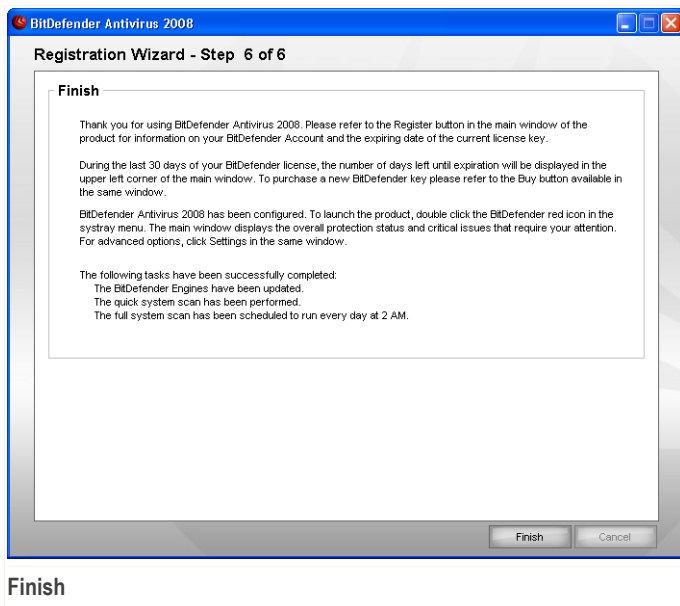 BitDefender Antivirus 2008
Registration Wizard - Step 6 of 6
Finish
Thank you for using BitDefender Antivirus 2008. Please refer to the Register button in the main window of the
product for information on your BitDefender Account and the expiring date of the current license key.
During the last 30 days of your BitDefender license, the number of days left until expiration will be displayed in the
upper left corner of the main window. To purchase a new BitDefender key please refer to the Buy button available in
the same window.
BitDefender Antivirus 2008 has been configured. To launch the product, double click the BitDefender red icon in the
systray menu. The main window displays the overall protection status and critical issues that require your attention.
For advanced options, click Settings in the same window.
The following tasks have been successfully completed:
The BitDefender Engines have been updated.
The quick system scan has been performed.
The full system scan has been scheduled to run every day at 2 AM.
Finish
Cancel
Finish